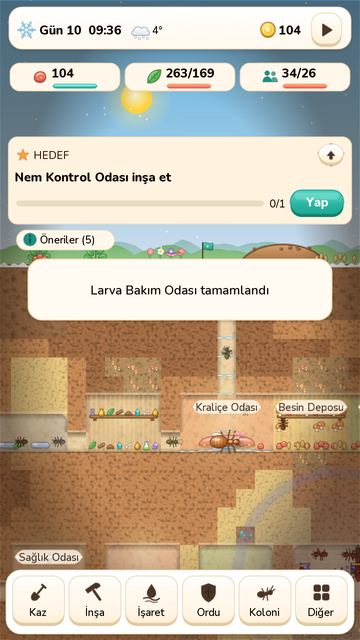 Gün 10 09:36 4° 104
104 263/169 34/26
HEDEF
Nem Kontrol Odası inşa et
0/1 Yap
Öneriler (5)
Larva Bakım Odası tamamlandı
Kraliçe Odası Besin Deposu
Sağlık Odası
Kaz İnşa İşaret Ordu Koloni Diğer